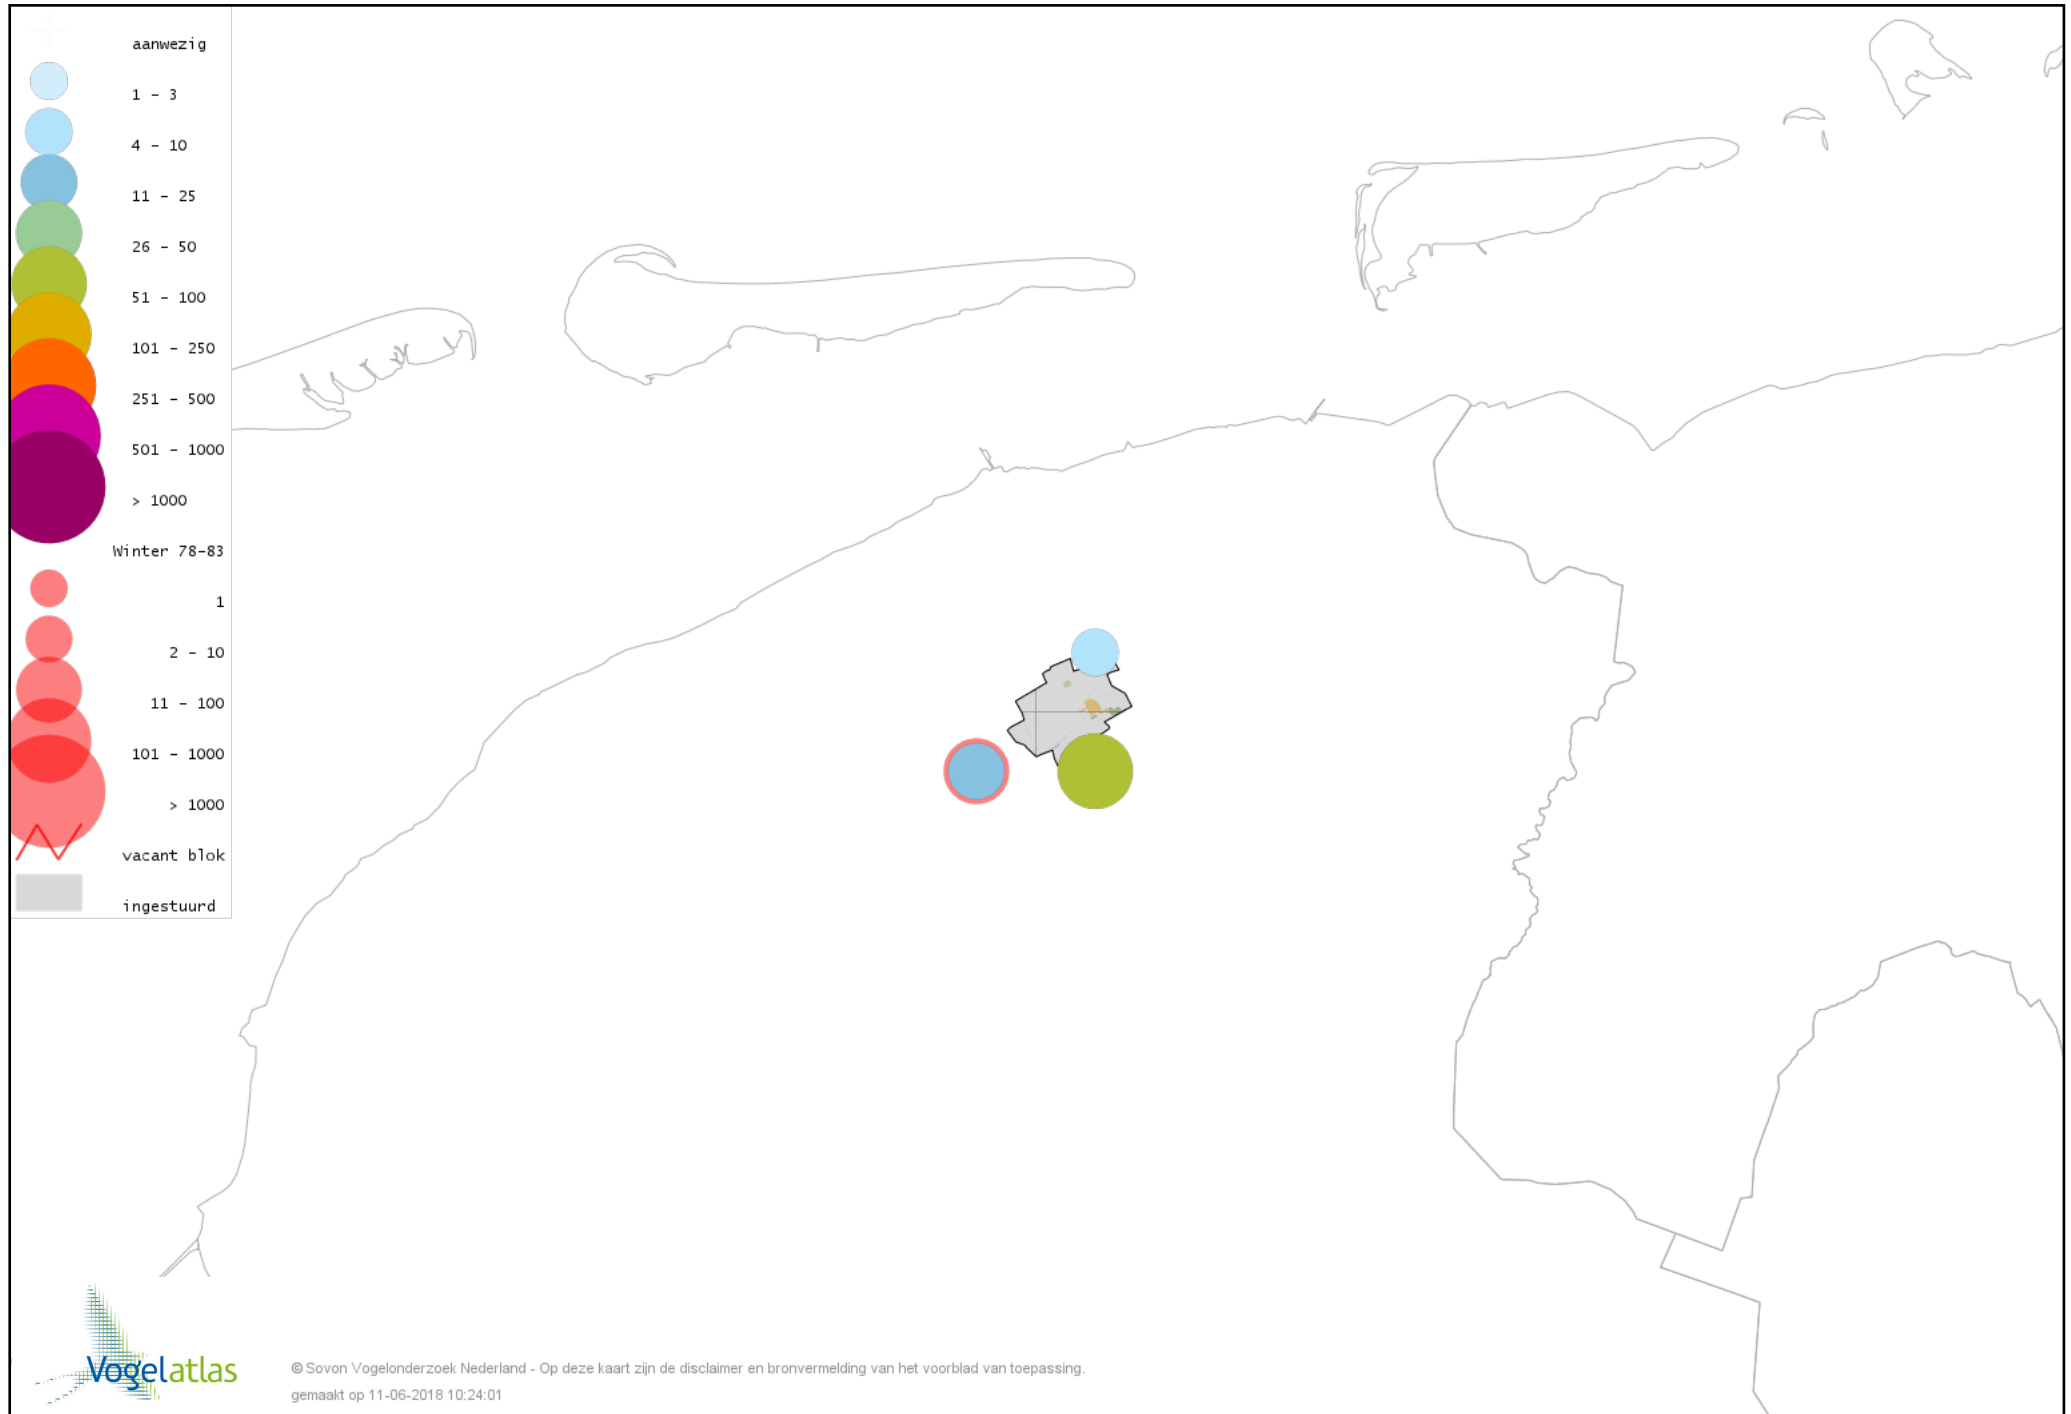 aanwezig
1 - 3
4 - 10
11 - 25
26 - 50
51 - 100
101 - 250
251 - 500
501 - 1000
> 1000
Winter 78-83
1
2 - 10
11 - 100
101 - 1000
> 1000
vacant blok
ingestuurd
Vogelatlas
© Sovon Vogelonderzoek Nederland - Op deze kaart zijn de disclaimer en bronvermelding van het voorblad van toepassing.
gemaakt op 11-06-2018 10:24:01